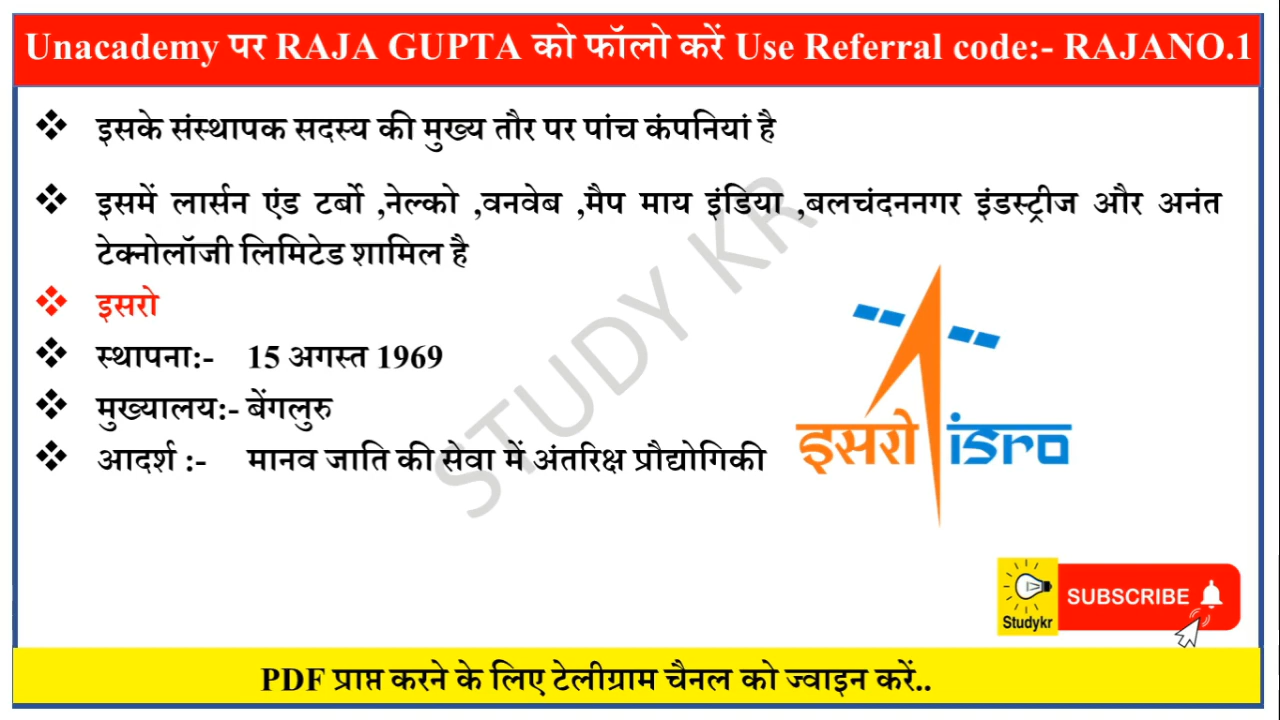 Unacademy पर RAJA GUPTA को फॉलो करें Use Referral code:- RAJANO.1
❖ इसके संस्थापक सदस्य की मुख्य तौर पर पांच कंपनियां है
❖ इसमें लार्सन एंड टर्बो ,नेल्को ,वनवेब ,मैप माय इंडिया ,बलचंदननगर इंडस्ट्रीज और अनंत
टेक्नोलॉजी लिमिटेड शामिल है
❖ इसरो
❖ स्थापना:- 15 अगस्त 1969
❖ मुख्यालय:- बेंगलुरु
❖ आदर्श :- मानव जाति की सेवा में अंतरिक्ष प्रौद्योगिकी
STUDY KR
इसरो isro
SUBSCRIBE
Studykr
PDF प्राप्त करने के लिए टेलीग्राम चैनल को ज्वाइन करें..